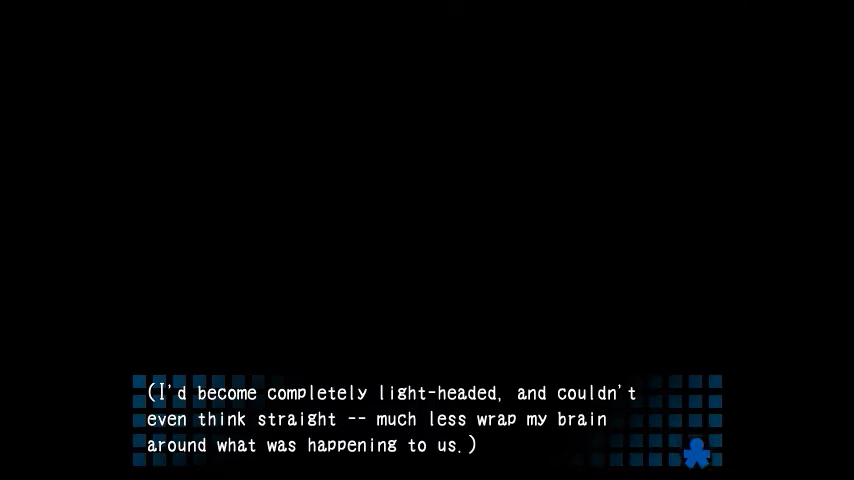 (I'd become completely light-headed, and couldn't
even think straight -- much less wrap my brain
around what was happening to us.)